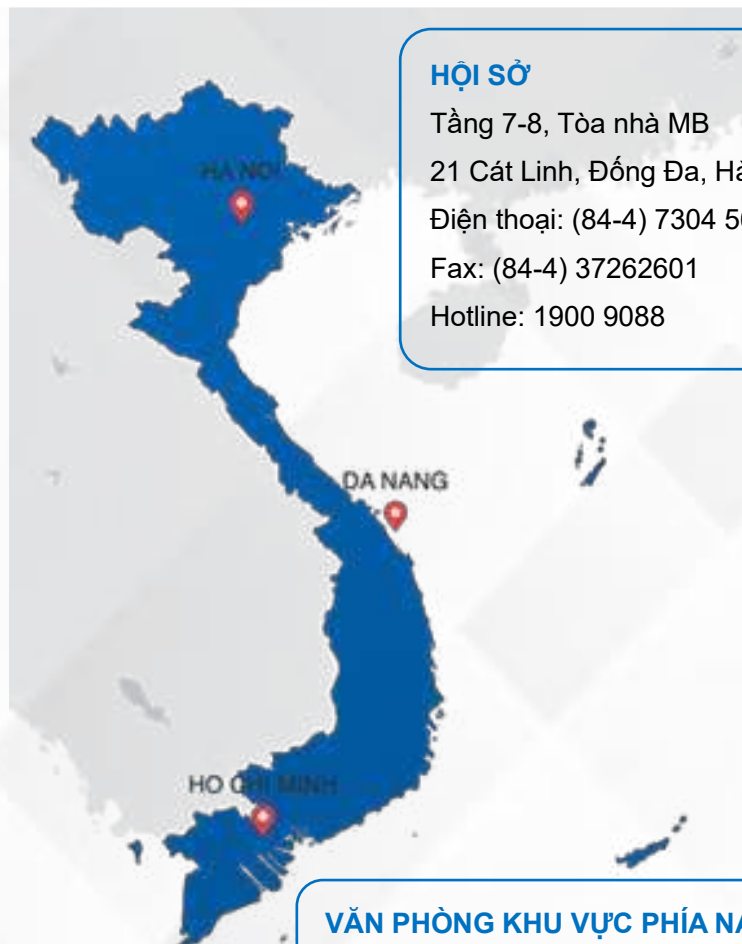 HỘI SỞ
Tầng 7-8, Tòa nhà MB
21 Cát Linh, Đống Đa,
Điện thoại: (84-4) 7304
Fax: (84-4) 37262601
Hotline: 1900 9088
HA NOI
DA NANG
HO CHI MINH
VĂN PHÒNG KHU VỰC PHÍA